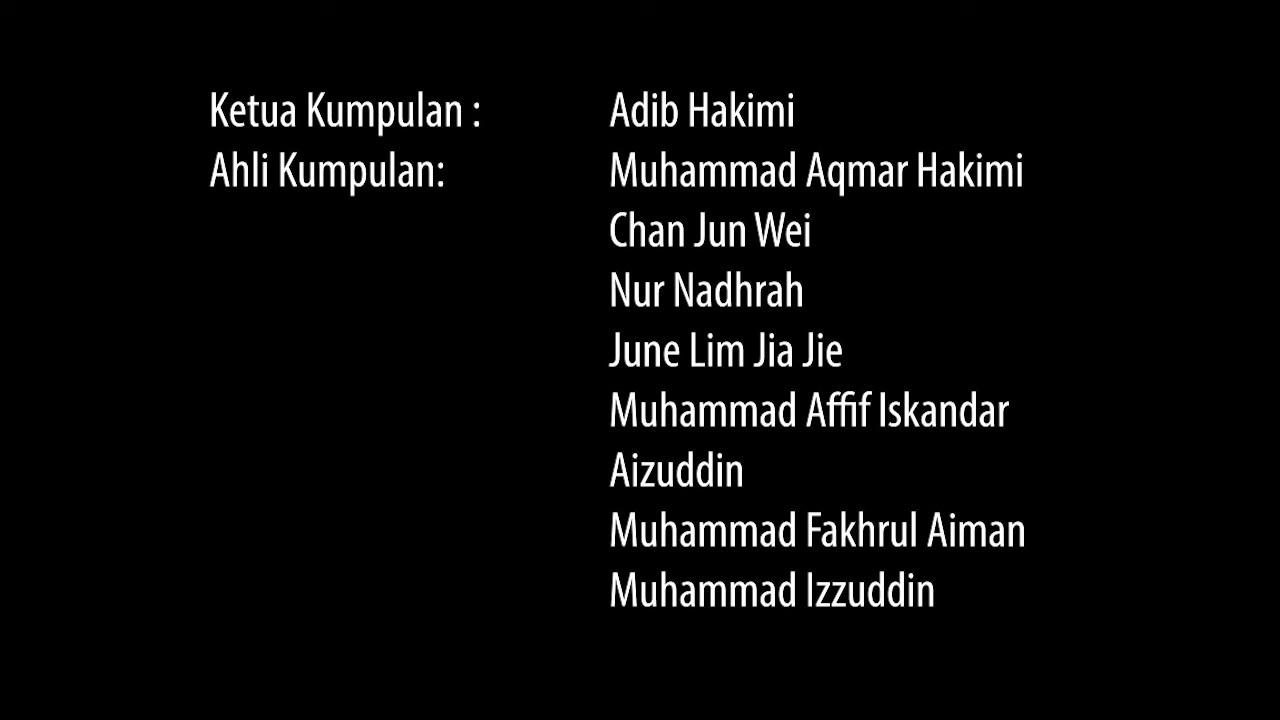 Ketua Kumpulan : Adib Hakimi
Ahli Kumpulan: Muhammad Aqmar Hakimi
Chan Jun Wei
Nur Nadhrah
June Lim Jia Jie
Muhammad Affif Iskandar
Aizuddin
Muhammad Fakhrul Aiman
Muhammad Izzuddin